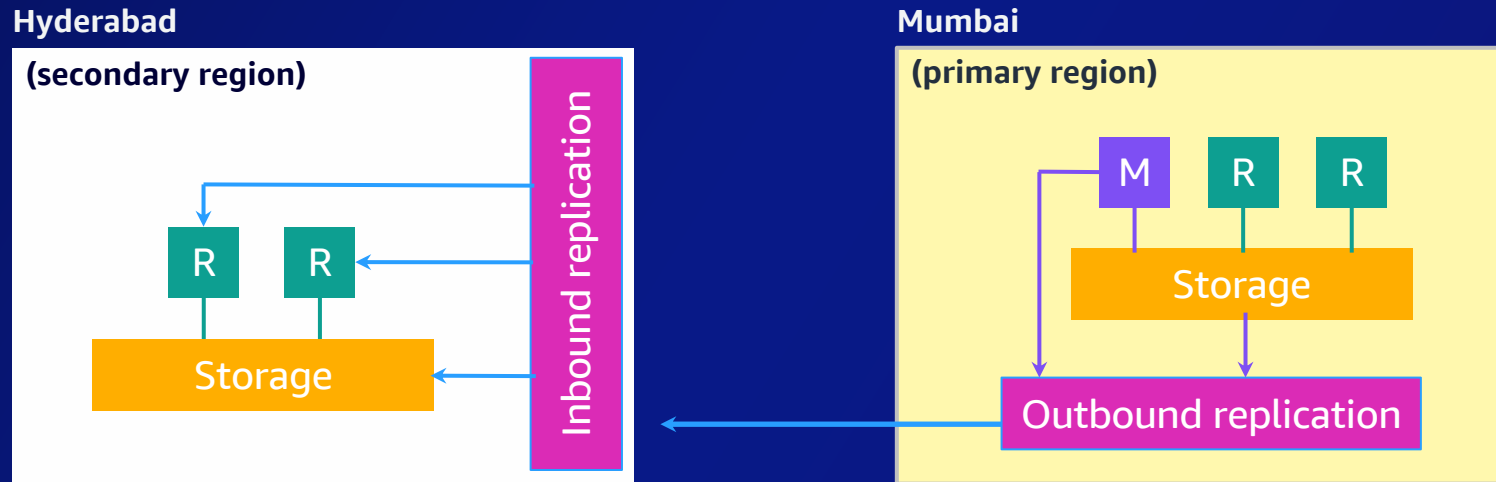 Hyderabad
(secondary region)
Inbound replication
R
R
Storage
Mumbai
(primary region)
M
R
R
Storage
Outbound replication